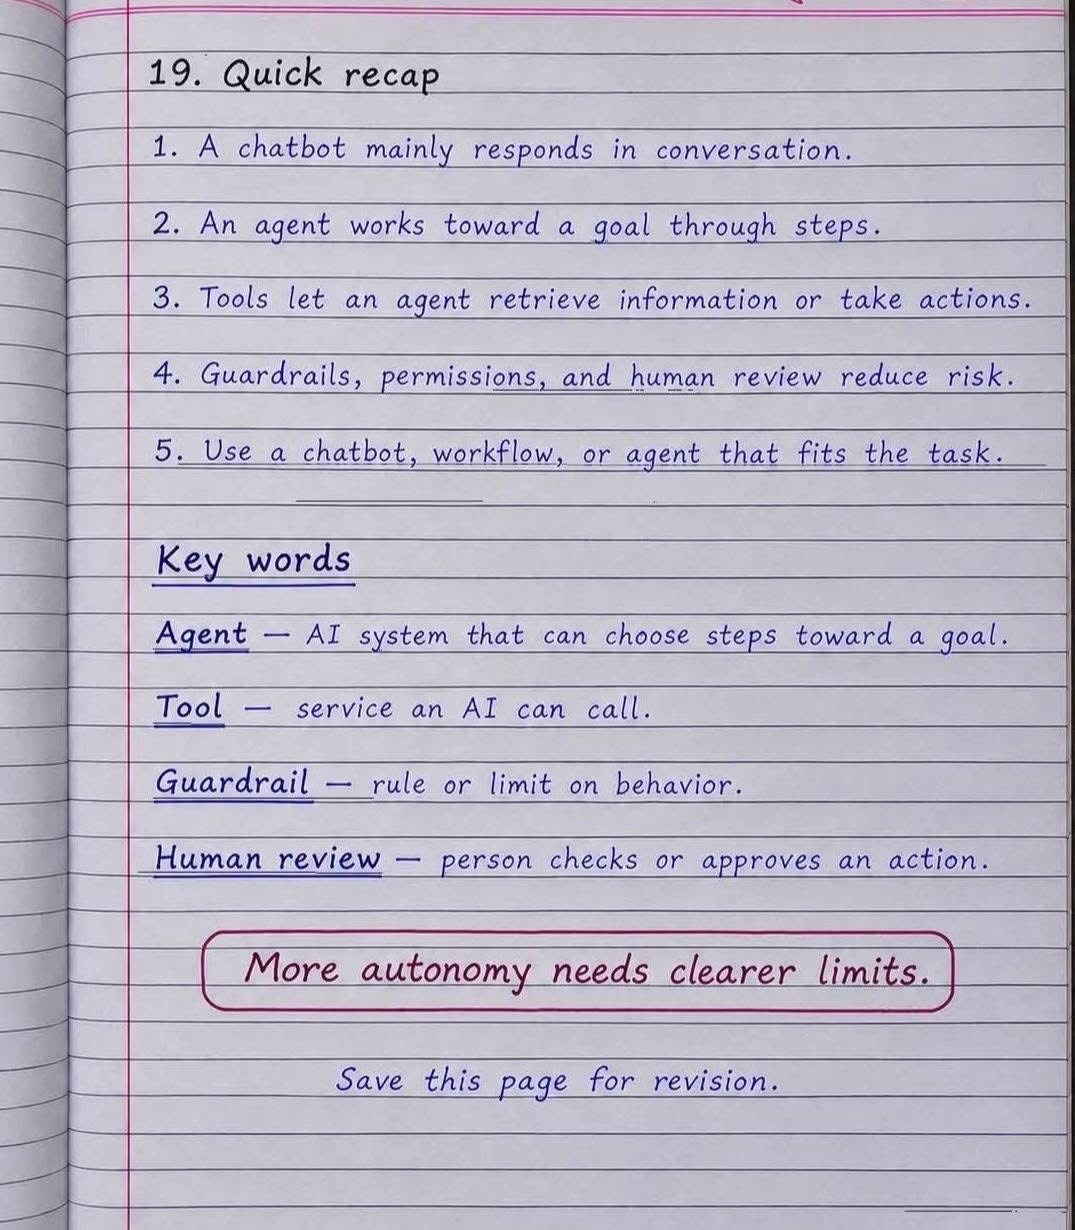 19. Quick recap
1. A chatbot mainly responds in conversation.
2. An agent works toward a goal through steps.
3. Tools let an agent retrieve information or take actions.
4. Guardrails, permissions, and human review reduce risk.
5. Use a chatbot, workflow, or agent that fits the task.
Key words
Agent — AI system that can choose steps toward a goal.
Tool — service an AI can call.
Guardrail — rule or limit on behavior.
Human review — person checks or approves an action.
More autonomy needs clearer limits.
Save this page for revision.